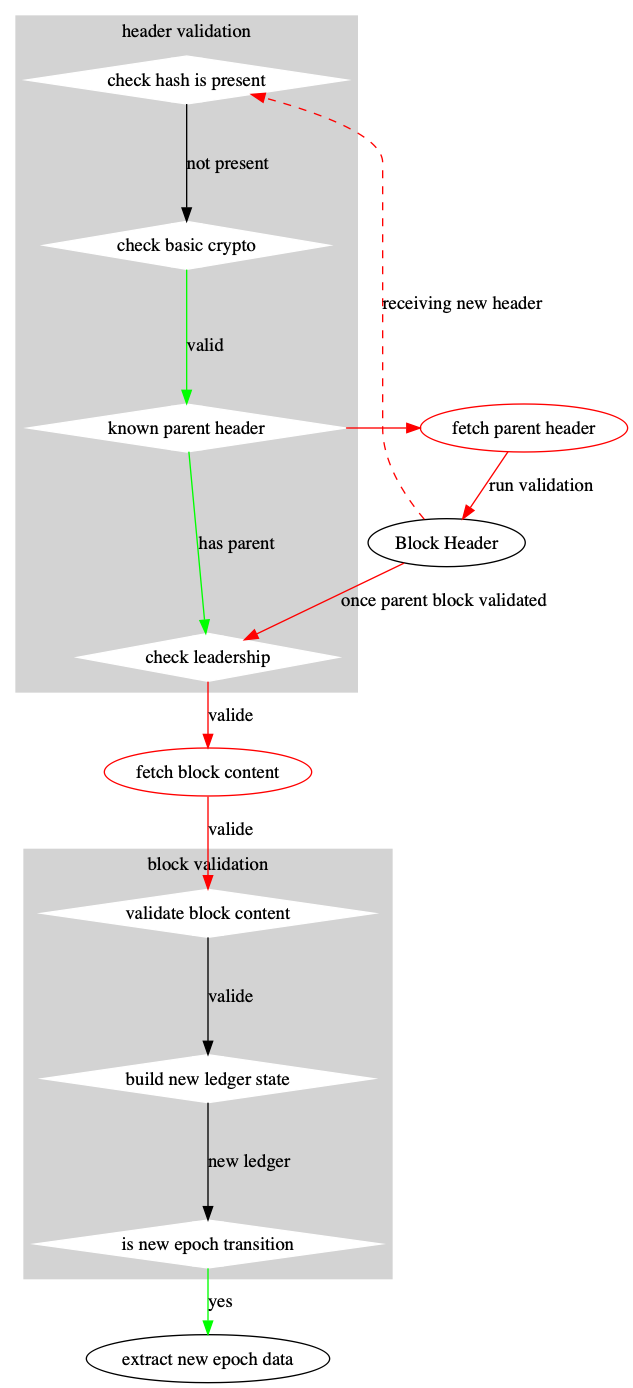 header validation
check hash is present
not present
check basic crypto
receiving new header
valid
known parent header
fetch parent header
run validation
has parent
Block Header
once parent block validated
check leadership
valide
fetch block content
valide
block validation
validate block content
valide
build new ledger state
new ledger
is new epoch transition
yes
extract new epoch data